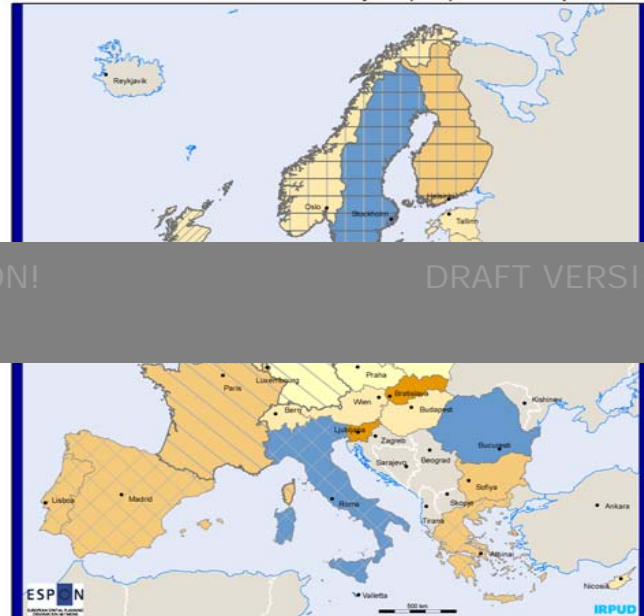 Reykjavik
Oslo
Helsinki
Stockholm
Tallinn
ON!
DRAFT VERSI
Paris
Luxembourg
Praha
Wien
Bratislava
Budapest
Kishinev
Bern
Ljubljana
Zagreb
Beograd
Bucuresti
Sarajevo
Sofiya
Skopje
Tirana
Lisboa
Madrid
Roma
Ankara
Athinai
Valletta
Nicosia
ESPON
500 km
IRPUD